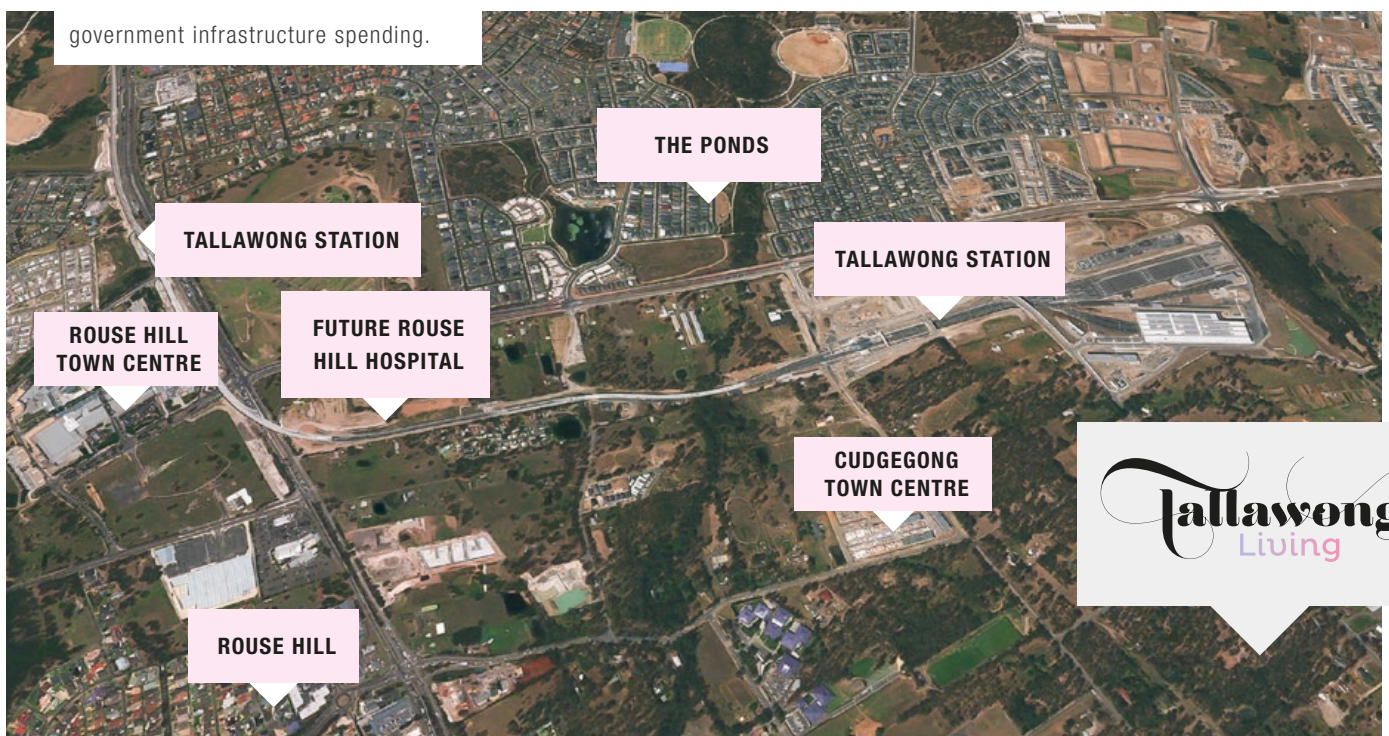 government infrastructure spending.
THE PONDS
TALLAWONG STATION
TALLAWONG STATION
ROUSE HILL
TOWN CENTRE
FUTURE ROUSE
HILL HOSPITAL
CUDGEGONG
TOWN CENTRE
Tallawong
Living
ROUSE HILL